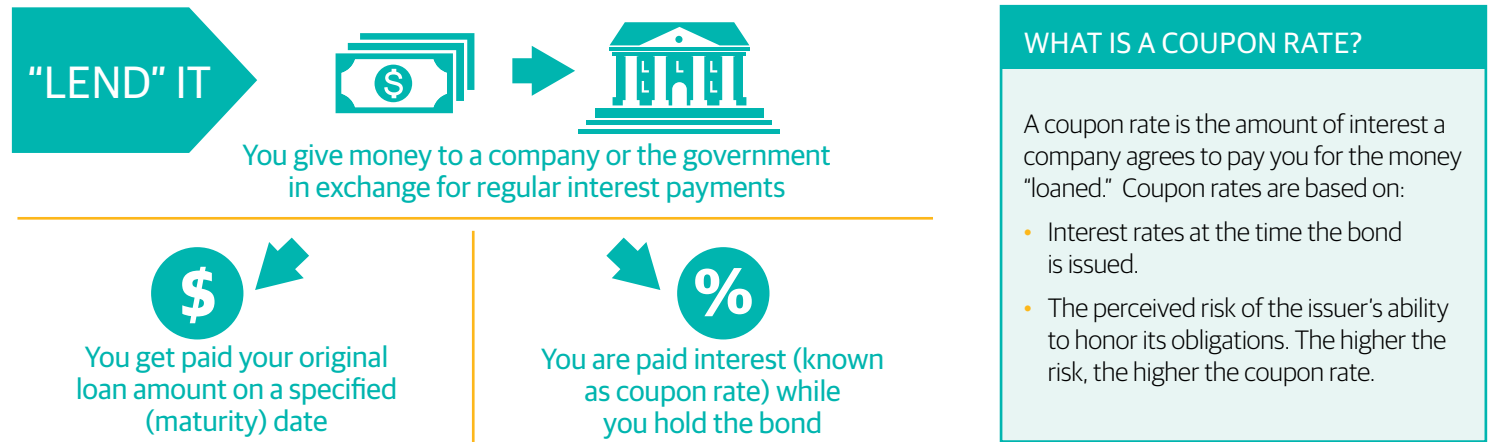 "LEND" IT
$
You give money to a company or the government
in exchange for regular interest payments
$
You get paid your original
loan amount on a specified
(maturity) date
%
You are paid interest (known
as coupon rate) while
you hold the bond
WHAT IS A COUPON RATE?
A coupon rate is the amount of interest a
company agrees to pay you for the money
"loaned." Coupon rates are based on:
• Interest rates at the time the bond
is issued.
• The perceived risk of the issuer's ability
to honor its obligations. The higher the
risk, the higher the coupon rate.